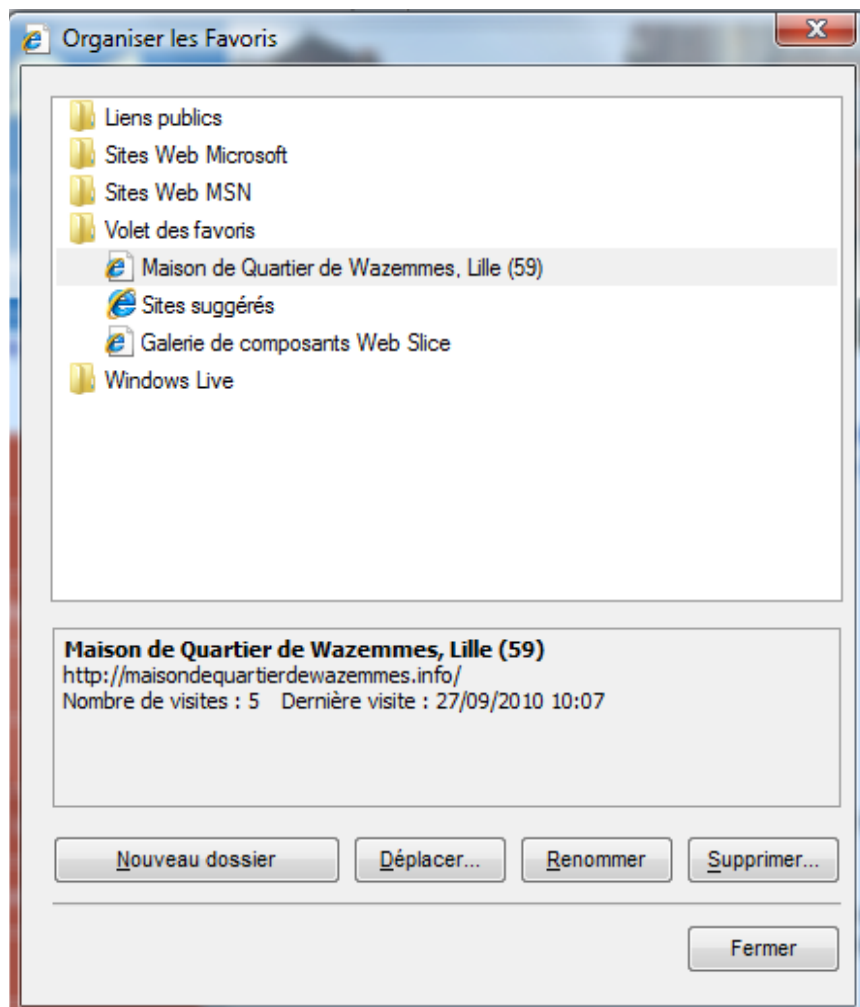 Organiser les Favoris
Liens publics
Sites Web Microsoft
Sites Web MSN
Volet des favoris
Maison de Quartier de Wazemmes, Lille (59)
Sites suggérés
Galerie de composants Web Slice
Windows Live
Maison de Quartier de Wazemmes, Lille (59)
http://maisondequartierdewazemmes.info/
Nombre de visites : 5 Dernière visite : 27/09/2010 10:07
Nouveau dossier Déplacer... Renommer Supprimer...
Fermer